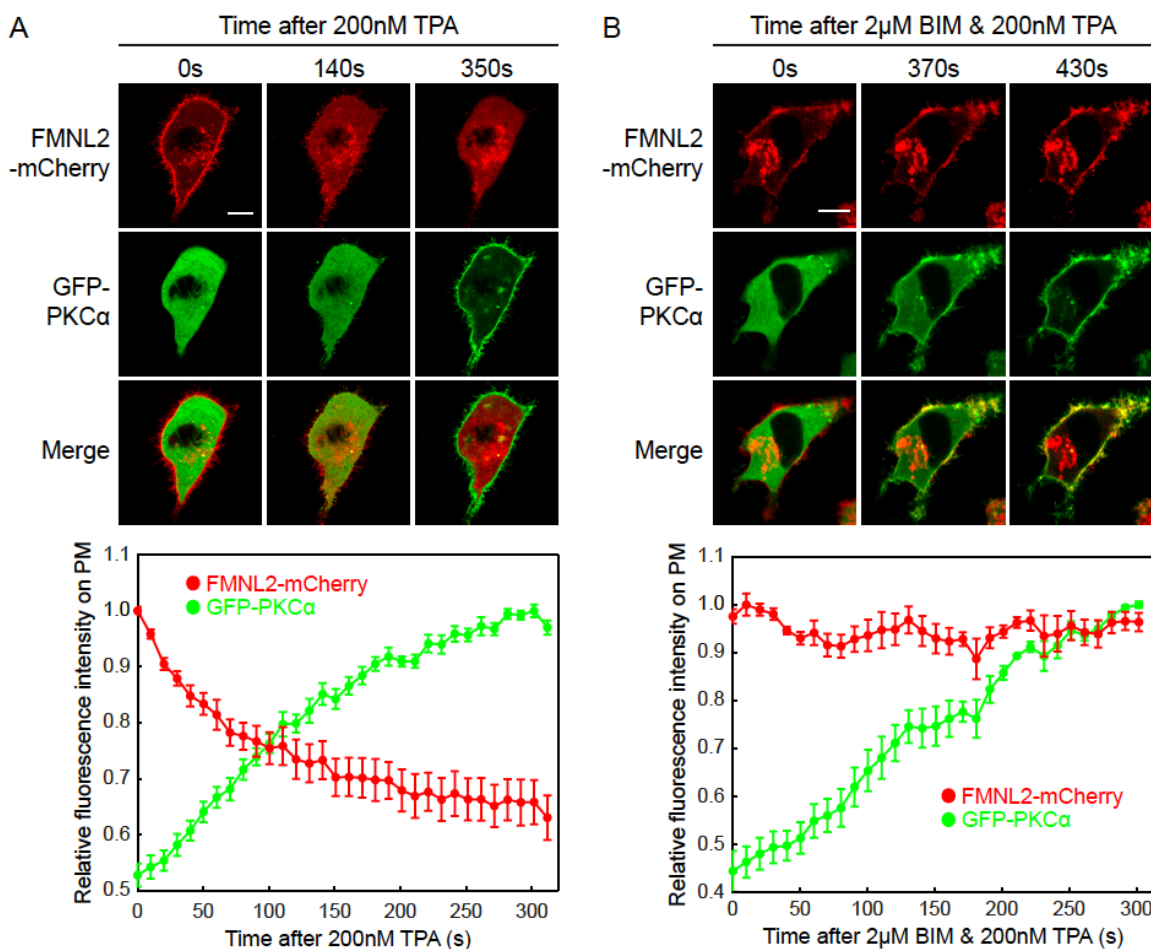 A
Time after 200nM TPA
0s 140s 350s
FMNL2
-mCherry
GFP-
PKCα
Merge
Relative fluorescence intensity on PM
1.1
1.0
0.9
0.8
0.7
0.6
0.5
FMNL2-mCherry
GFP-PKCα
0 50 100 150 200 250 300
Time after 200nM TPA (s)
B
Time after 2μM BIM & 200nM TPA
0s 370s 430s
FMNL2
-mCherry
GFP-
PKCα
Merge
Relative fluorescence intensity on PM
1.1
1.0
0.9
0.8
0.7
0.6
0.5
0.4
FMNL2-mCherry
GFP-PKCα
0 50 100 150 200 250 300
Time after 2μM BIM & 200nM TPA (s)